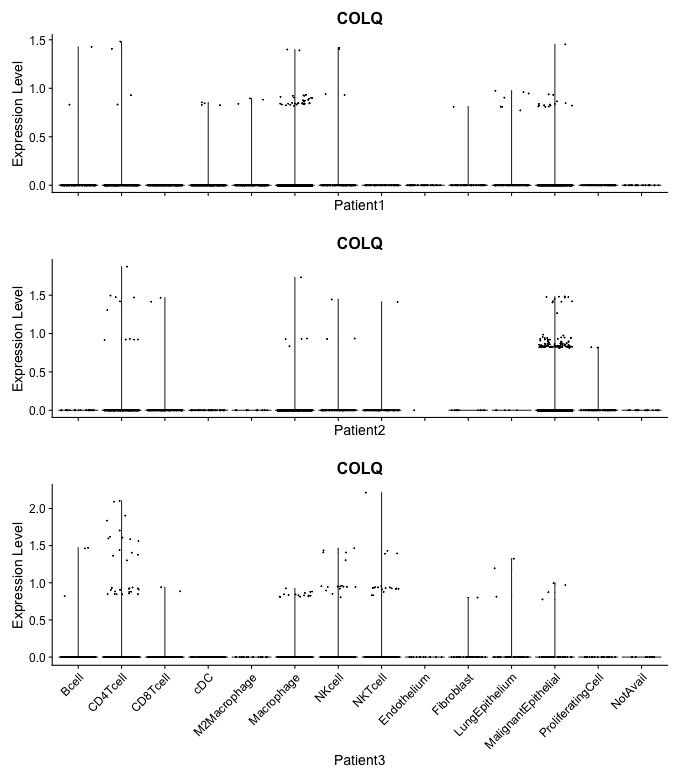 COLQ
Expression Level
1.5
1.0
0.5
0.0
Patient1
COLQ
Expression Level
1.5
1.0
0.5
0.0
Patient2
COLQ
Expression Level
2.0
1.5
1.0
0.5
0.0
Bcell
CD4Tcell
CD8Tcell
cDC
M2Macrophage
Macrophage
NKcell
NKTcell
Endothelium
Fibroblast
LungEpithelium
MalignantEpithelial
ProliferatingCell
NotAvail
Patient3